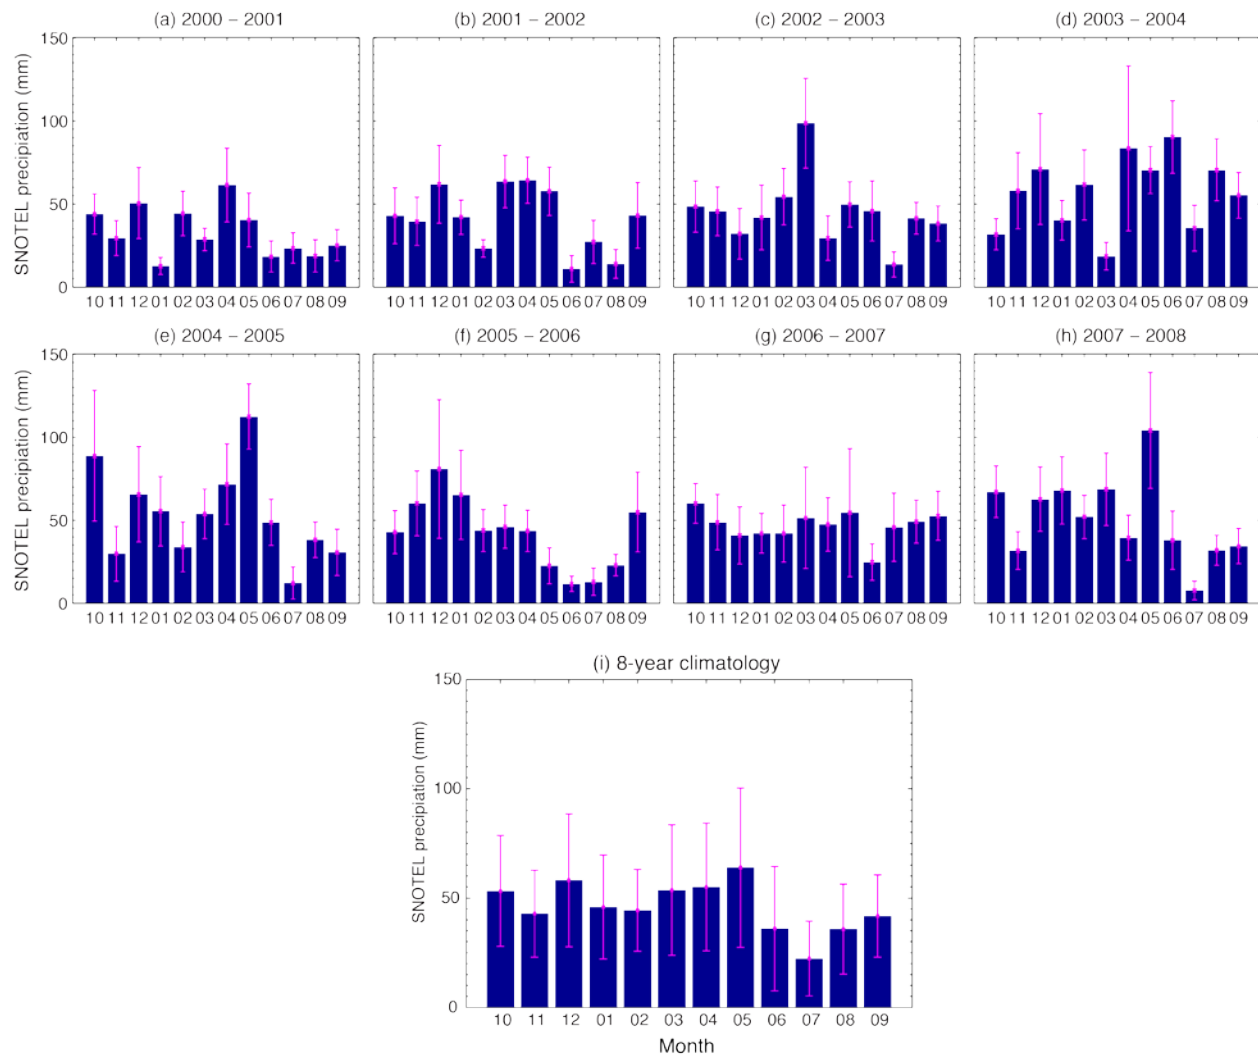 (a) 2000 – 2001 (b) 2001 – 2002 (c) 2002 – 2003 (d) 2003 – 2004
150
100
50
0
SNOTEL precipiation (mm)
10 11 12 01 02 03 04 05 06 07 08 09 10 11 12 01 02 03 04 05 06 07 08 09 10 11 12 01 02 03 04 05 06 07 08 09 10 11 12 01 02 03 04 05 06 07 08 09
(e) 2004 – 2005 (f) 2005 – 2006 (g) 2006 – 2007 (h) 2007 – 2008
150
100
50
0
SNOTEL precipiation (mm)
10 11 12 01 02 03 04 05 06 07 08 09 10 11 12 01 02 03 04 05 06 07 08 09 10 11 12 01 02 03 04 05 06 07 08 09 10 11 12 01 02 03 04 05 06 07 08 09
(i) 8-year climatology
150
100
50
0
SNOTEL precipiation (mm)
10 11 12 01 02 03 04 05 06 07 08 09
Month